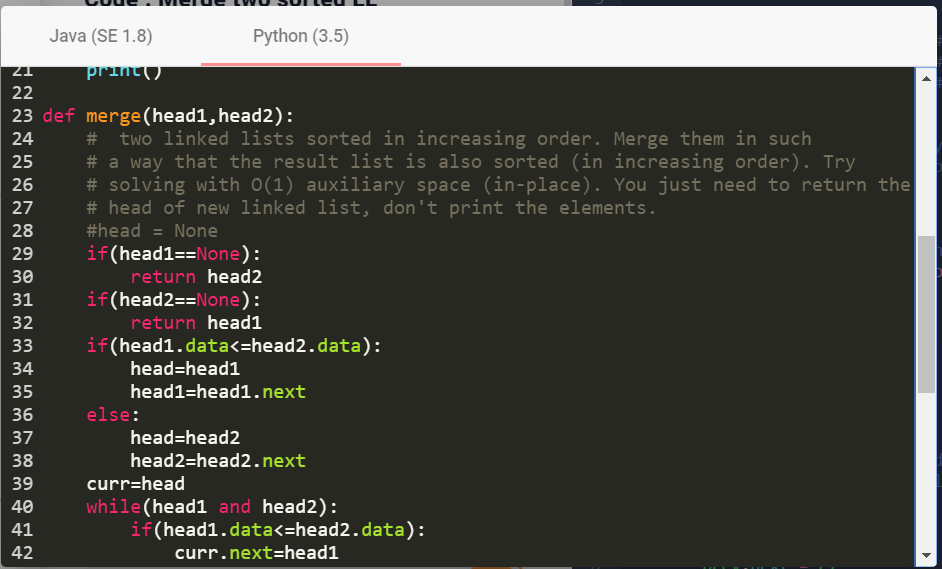 Code : Merge two sorted LL
Java (SE 1.8)
Python (3.5)
21     print()
22
23 def merge(head1,head2):
24     #  two linked lists sorted in increasing order. Merge them in such
25     # a way that the result list is also sorted (in increasing order). Try
26     # solving with O(1) auxiliary space (in-place). You just need to return the
27     # head of new linked list, don't print the elements.
28     #head = None
29     if(head1==None):
30         return head2
31     if(head2==None):
32         return head1
33     if(head1.data<=head2.data):
34         head=head1
35         head1=head1.next
36     else:
37         head=head2
38         head2=head2.next
39     curr=head
40     while(head1 and head2):
41         if(head1.data<=head2.data):
42             curr.next=head1